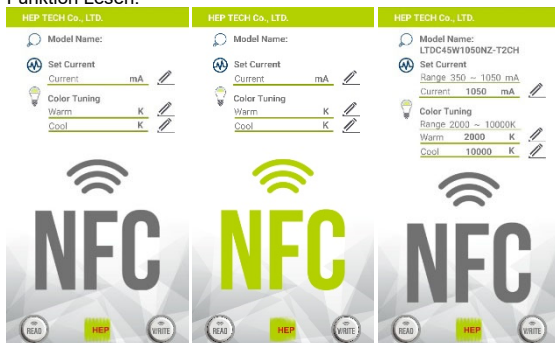 Funktion Lesen:
HEP TECH Co., LTD.
Model Name:
Set Current
Current mA
Color Tuning
Warm K
Cool K
NFC
READ HEP WRITE
HEP TECH Co., LTD.
Model Name:
Set Current
Current mA
Color Tuning
Warm K
Cool K
NFC
READ HEP WRITE
HEP TECH Co., LTD.
Model Name:
LTDC45W1050NZ-T2CH
Set Current
Range 350 ~ 1050 mA
Current 1050 mA
Color Tuning
Range 2000 ~ 10000K
Warm 2000 K
Cool 10000 K
NFC
READ HEP WRITE